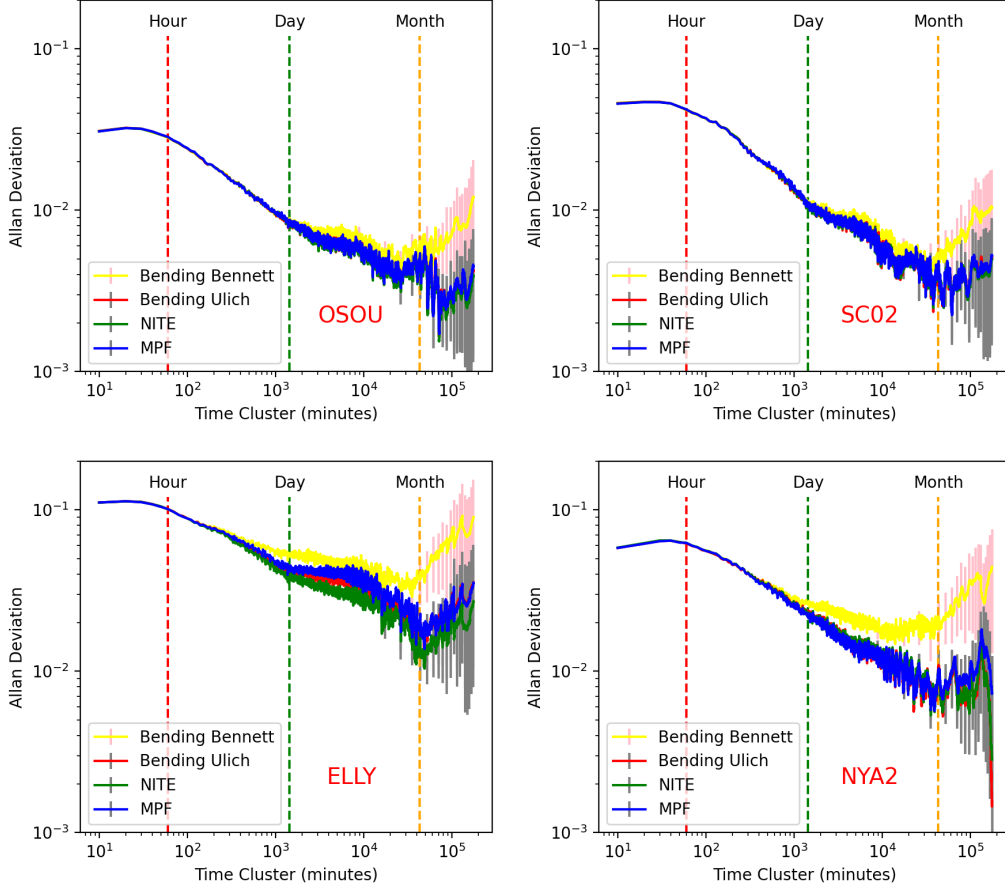 Hour Day Month
10⁻¹
10⁻²
10⁻³
Allan Deviation
Bending Bennett
Bending Ulich
NITE
MPF
OSOU
10¹ 10² 10³ 10⁴ 10⁵
Time Cluster (minutes)
Hour Day Month
10⁻¹
10⁻²
10⁻³
Allan Deviation
Bending Bennett
Bending Ulich
NITE
MPF
SC02
10¹ 10² 10³ 10⁴ 10⁵
Time Cluster (minutes)
Hour Day Month
10⁻¹
10⁻²
10⁻³
Allan Deviation
Bending Bennett
Bending Ulich
NITE
MPF
ELLY
10¹ 10² 10³ 10⁴ 10⁵
Time Cluster (minutes)
Hour Day Month
10⁻¹
10⁻²
10⁻³
Allan Deviation
Bending Bennett
Bending Ulich
NITE
MPF
NYA2
10¹ 10² 10³ 10⁴ 10⁵
Time Cluster (minutes)